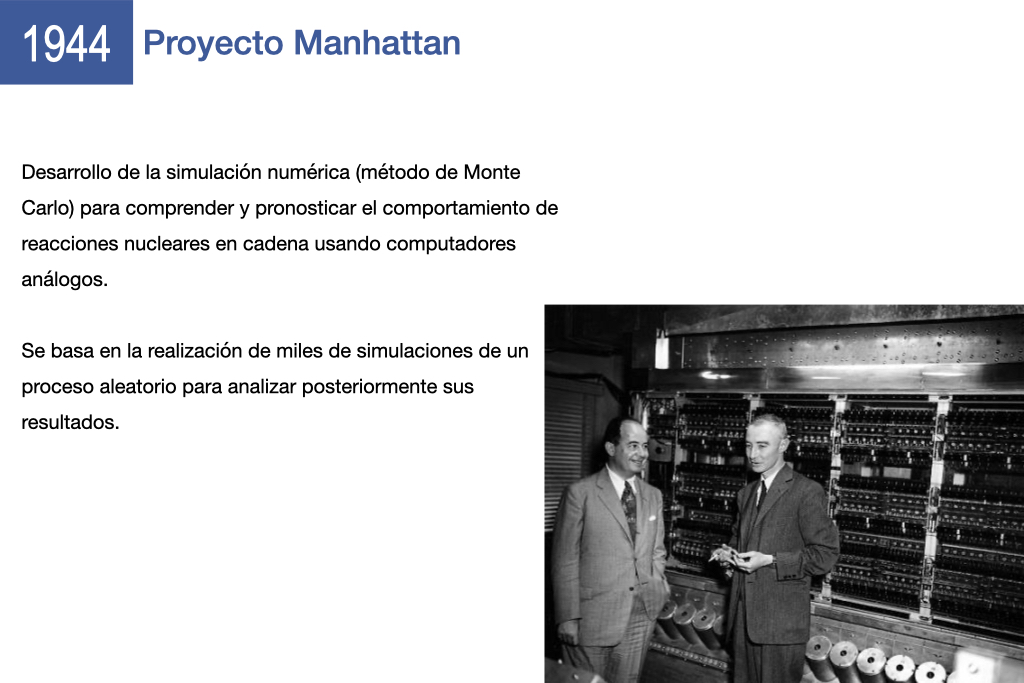 1944 Proyecto Manhattan
Desarrollo de la simulación numérica (método de Monte
Carlo) para comprender y pronosticar el comportamiento de
reacciones nucleares en cadena usando computadores
análogos.
Se basa en la realización de miles de simulaciones de un
proceso aleatorio para analizar posteriormente sus
resultados.